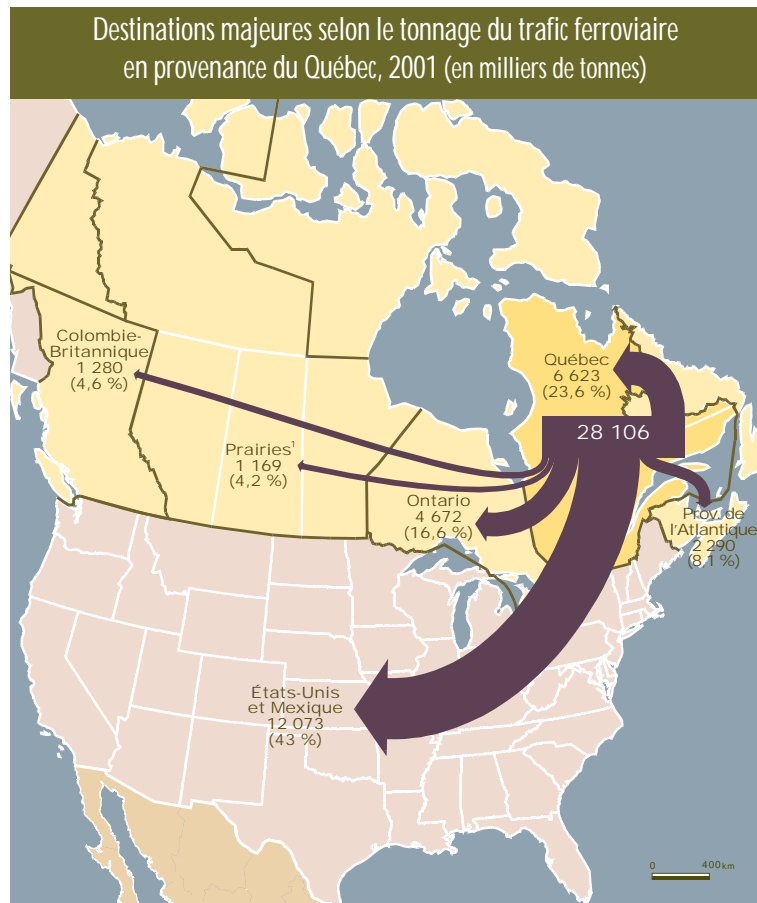 Destinations majeures selon le tonnage du trafic ferroviaire
en provenance du Québec, 2001 (en milliers de tonnes)
Colombie-
Britannique
1 280
(4,6 %)
Prairies¹
1 169
(4,2 %)
Ontario
4 672
(16,6 %)
Québec
6 623
(23,6 %)
28 106
Prov. de
l'Atlantique
2 290
(8,1 %)
États-Unis
et Mexique
12 073
(43 %)
0 400km